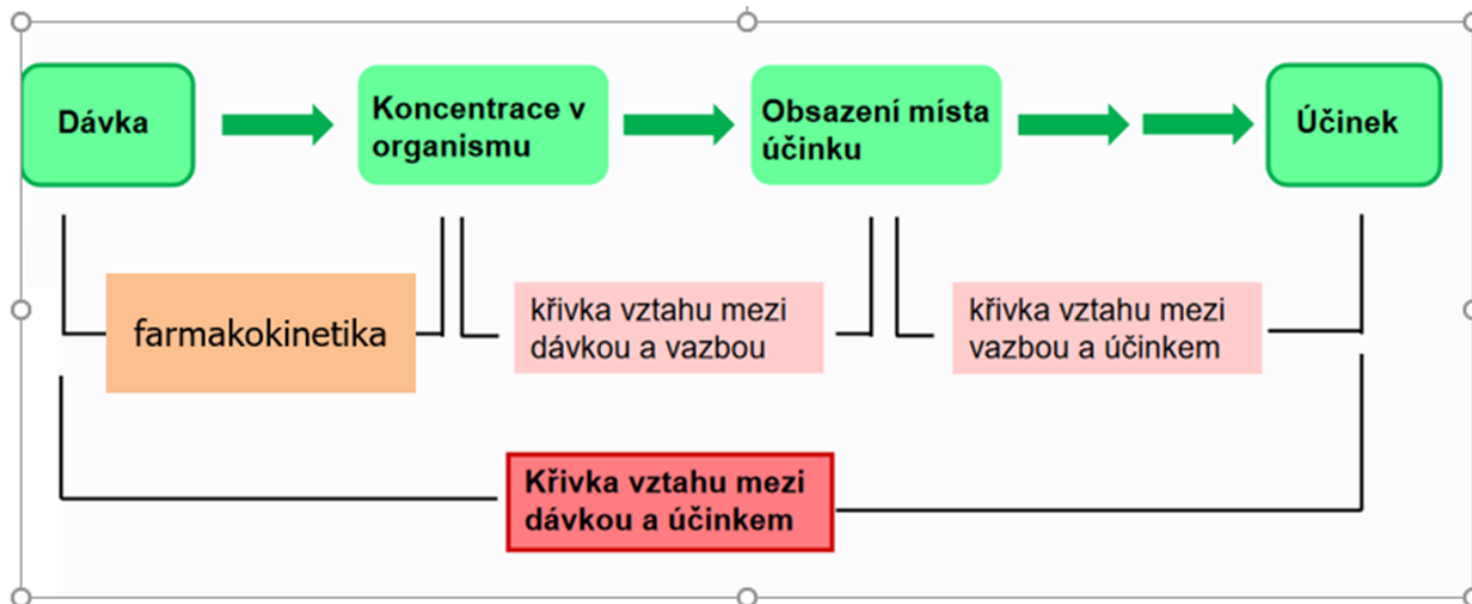 Dávka
Koncentrace v
organismu
Obsazení místa
účinku
Účinek
farmakokinetika
křivka vztahu mezi
dávkou a vazbou
křivka vztahu mezi
vazbou a účinkem
Křivka vztahu mezi
dávkou a účinkem